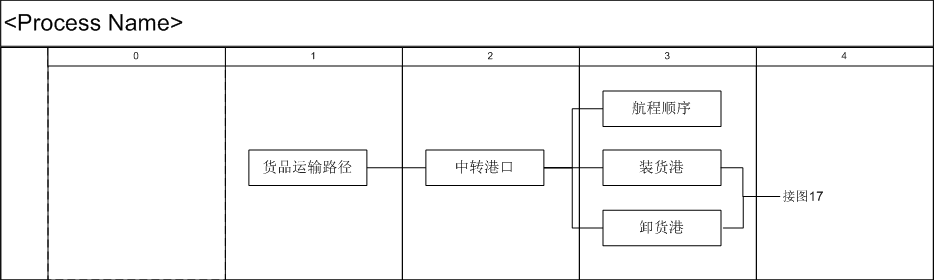 <Process Name>
0
1
2
3
4
航程顺序
货品运输路径
中转港口
装货港
接图17
卸货港